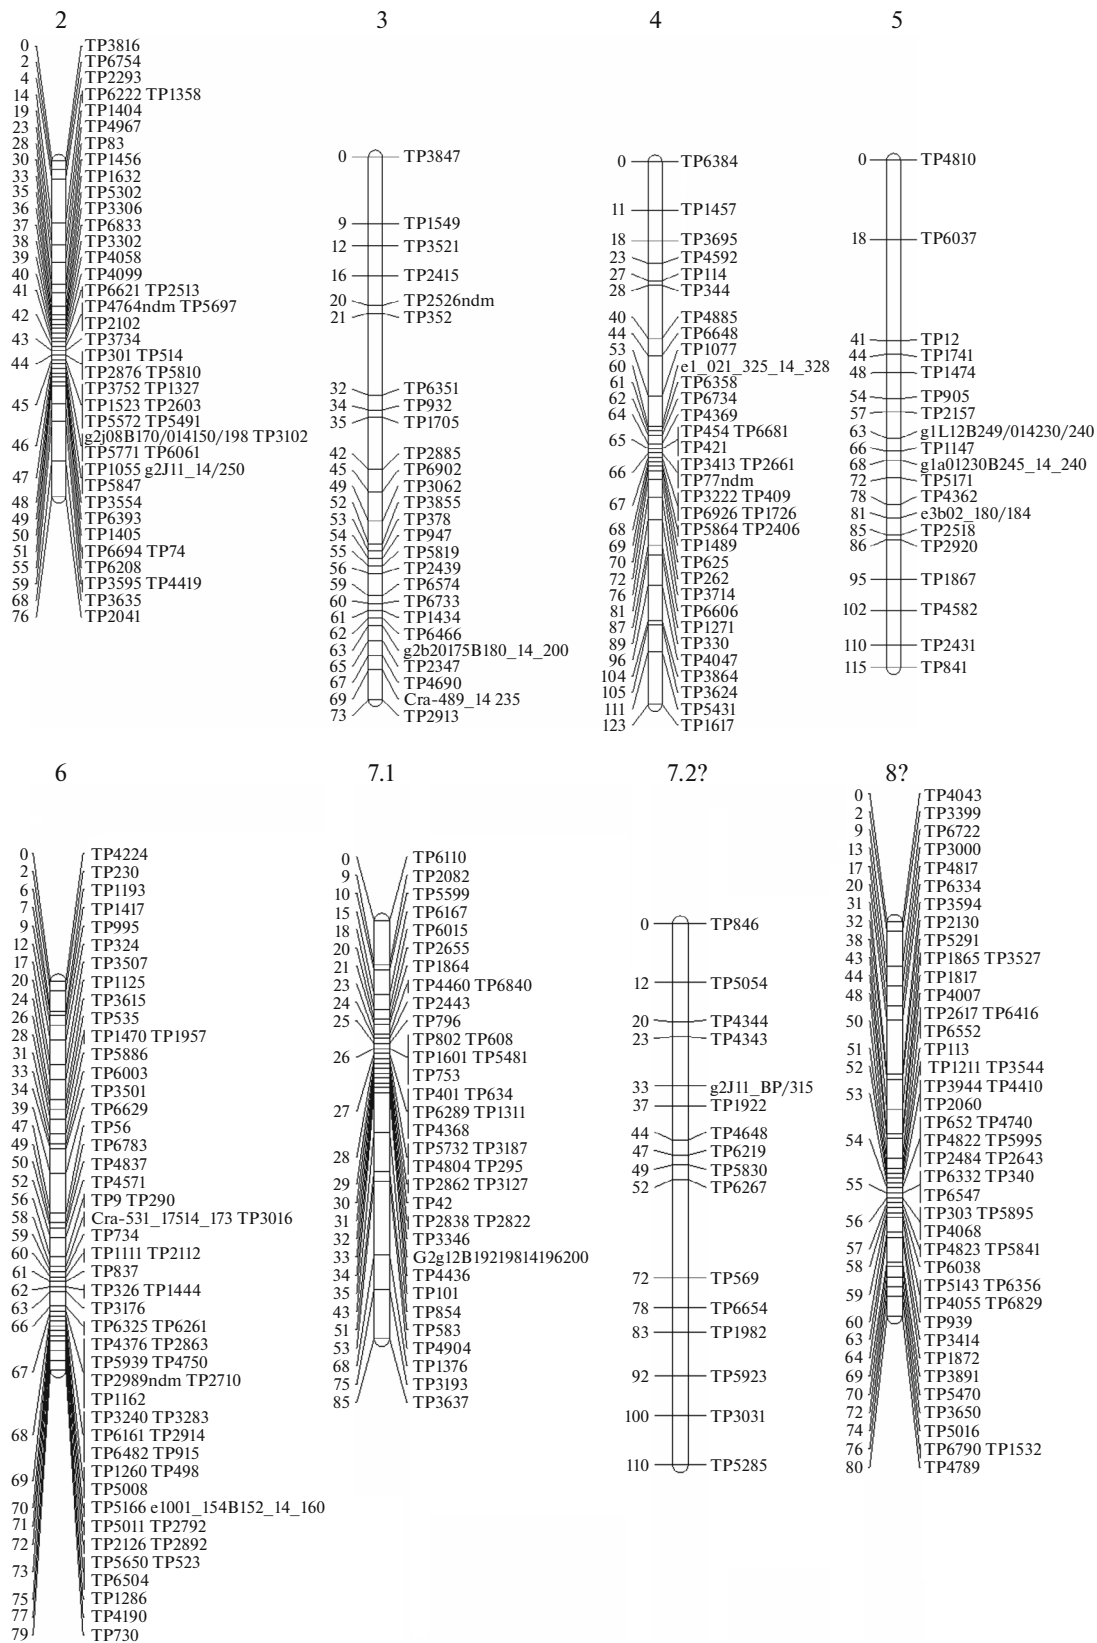 2
0 TP3816
2 TP6754
4 TP2293
14 TP6222 TP1358
19 TP1404
23 TP4967
28 TP83
30 TP1456
33 TP1632
35 TP5302
36 TP3306
37 TP6833
38 TP3302
39 TP4058
40 TP4099
41 TP6621 TP2513
TP4764ndm TP5697
42
TP2102
43 TP3734
TP301 TP514
44
TP2876 TP5810
TP3752 TP1327
45 TP1523 TP2603
TP5572 TP5491
g2j08B170/014150/198 TP3102
46
TP5771 TP6061
TP1055 g2J11_14/250
47
TP5847
48 TP3554
49 TP6393
50 TP1405
51 TP6694 TP74
55 TP6208
59 TP3595 TP4419
68 TP3635
76 TP2041
3
0 TP3847
9 TP1549
12 TP3521
16 TP2415
20 TP2526ndm
21 TP352
32 TP6351
34 TP932
35 TP1705
42 TP2885
45 TP6902
49 TP3062
52 TP3855
53 TP378
54 TP947
55 TP5819
56 TP2439
59 TP6574
60 TP6733
61 TP1434
62 TP6466
63 g2b20175B180_14_200
65 TP2347
67 TP4690
69 Cra-489_14 235
73 TP2913
4
0 TP6384
11 TP1457
18 TP3695
23 TP4592
27 TP114
28 TP344
40 TP4885
44 TP6648
53 TP1077
60 e1_021_325_14_328
61 TP6358
62 TP6734
64 TP4369
TP454 TP6681
65
TP421
TP3413 TP2661
66
TP77ndm
TP3222 TP409
67
TP6926 TP1726
68 TP5864 TP2406
69 TP1489
70 TP625
72 TP262
76 TP3714
81 TP6606
87 TP1271
89 TP330
96 TP4047
104 TP3864
105 TP3624
111 TP5431
123 TP1617
5
0 TP4810
18 TP6037
41 TP12
44 TP1741
48 TP1474
54 TP905
57 TP2157
63 g1L12B249/014230/240
66 TP1147
68 g1a01230B245_14_240
72 TP5171
78 TP4362
81 e3b02_180/184
85 TP2518
86 TP2920
95 TP1867
102 TP4582
110 TP2431
115 TP841
6
0 TP4224
2 TP230
6 TP1193
7 TP1417
9 TP995
12 TP324
17 TP3507
20 TP1125
24 TP3615
26 TP535
28 TP1470 TP1957
31 TP5886
33 TP6003
34 TP3501
39 TP6629
47 TP56
49 TP6783
50 TP4837
52 TP4571
56 TP9 TP290
58 Cra-531_17514_173 TP3016
59 TP734
60 TP1111 TP2112
61 TP837
62 TP326 TP1444
63 TP3176
66 TP6325 TP6261
TP4376 TP2863
TP5939 TP4750
67
TP2989ndm TP2710
TP1162
TP3240 TP3283
68 TP6161 TP2914
TP6482 TP915
TP1260 TP498
69
TP5008
70 TP5166 e1001_154B152_14_160
71 TP5011 TP2792
72 TP2126 TP2892
TP5650 TP523
73
TP6504
75 TP1286
77 TP4190
79 TP730
7.1
0 TP6110
9 TP2082
10 TP5599
15 TP6167
18 TP6015
20 TP2655
21 TP1864
23 TP4460 TP6840
24 TP2443
25 TP796
TP802 TP608
26 TP1601 TP5481
TP753
TP401 TP634
27 TP6289 TP1311
TP4368
TP5732 TP3187
28
TP4804 TP295
29 TP2862 TP3127
30 TP42
31 TP2838 TP2822
32 TP3346
33 G2g12B19219814196200
34 TP4436
35 TP101
43 TP854
51 TP583
53 TP4904
68 TP1376
75 TP3193
85 TP3637
7.2?
0 TP846
12 TP5054
20 TP4344
23 TP4343
33 g2J11_BP/315
37 TP1922
44 TP4648
47 TP6219
49 TP5830
52 TP6267
72 TP569
78 TP6654
83 TP1982
92 TP5923
100 TP3031
110 TP5285
8?
0 TP4043
2 TP3399
9 TP6722
13 TP3000
17 TP4817
20 TP6334
31 TP3594
32 TP2130
38 TP5291
43 TP1865 TP3527
44 TP1817
48 TP4007
TP2617 TP6416
50
TP6552
51 TP113
52 TP1211 TP3544
TP3944 TP4410
53
TP2060
TP652 TP4740
54 TP4822 TP5995
TP2484 TP2643
TP6332 TP340
55
TP6547
TP303 TP5895
56
TP4068
57 TP4823 TP5841
58 TP6038
TP5143 TP6356
59
TP4055 TP6829
60 TP939
63 TP3414
64 TP1872
69 TP3891
70 TP5470
72 TP3650
74 TP5016
76 TP6790 TP1532
80 TP4789